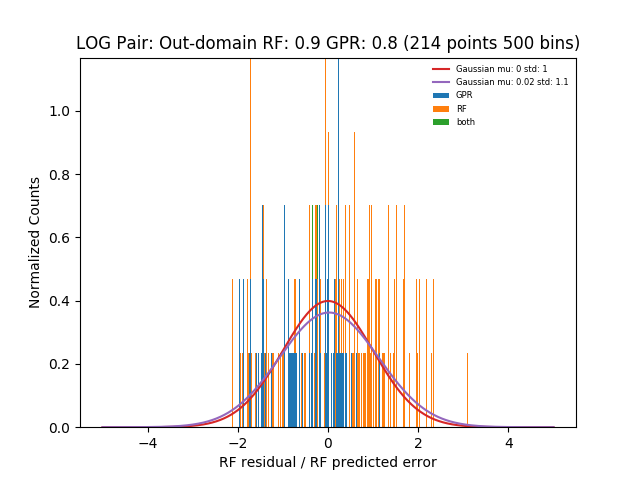 LOG Pair: Out-domain RF: 0.9 GPR: 0.8 (214 points 500 bins)
Gaussian mu: 0 std: 1
Gaussian mu: 0.02 std: 1.1
GPR
RF
both
Normalized Counts
1.0
0.8
0.6
0.4
0.2
0.0
−4
−2
0
2
4
RF residual / RF predicted error